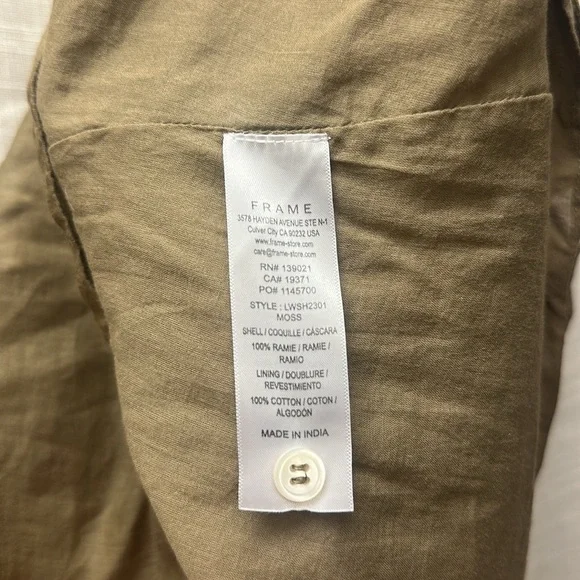 FRAME
3578 HAYDEN AVENUE STE N-1
Culver City CA 90232 USA
www.frame-store.com
care@frame-store.com
RN# 139021
CA# 19371
PO# 1145700
STYLE : LWSH2301
MOSS
SHELL / COQUILLE / CÁSCARA
100% RAMIE / RAMIE /
RAMIO
LINING / DOUBLURE /
REVESTIMIENTO
100% COTTON / COTON /
ALGODÓN
MADE IN INDIA